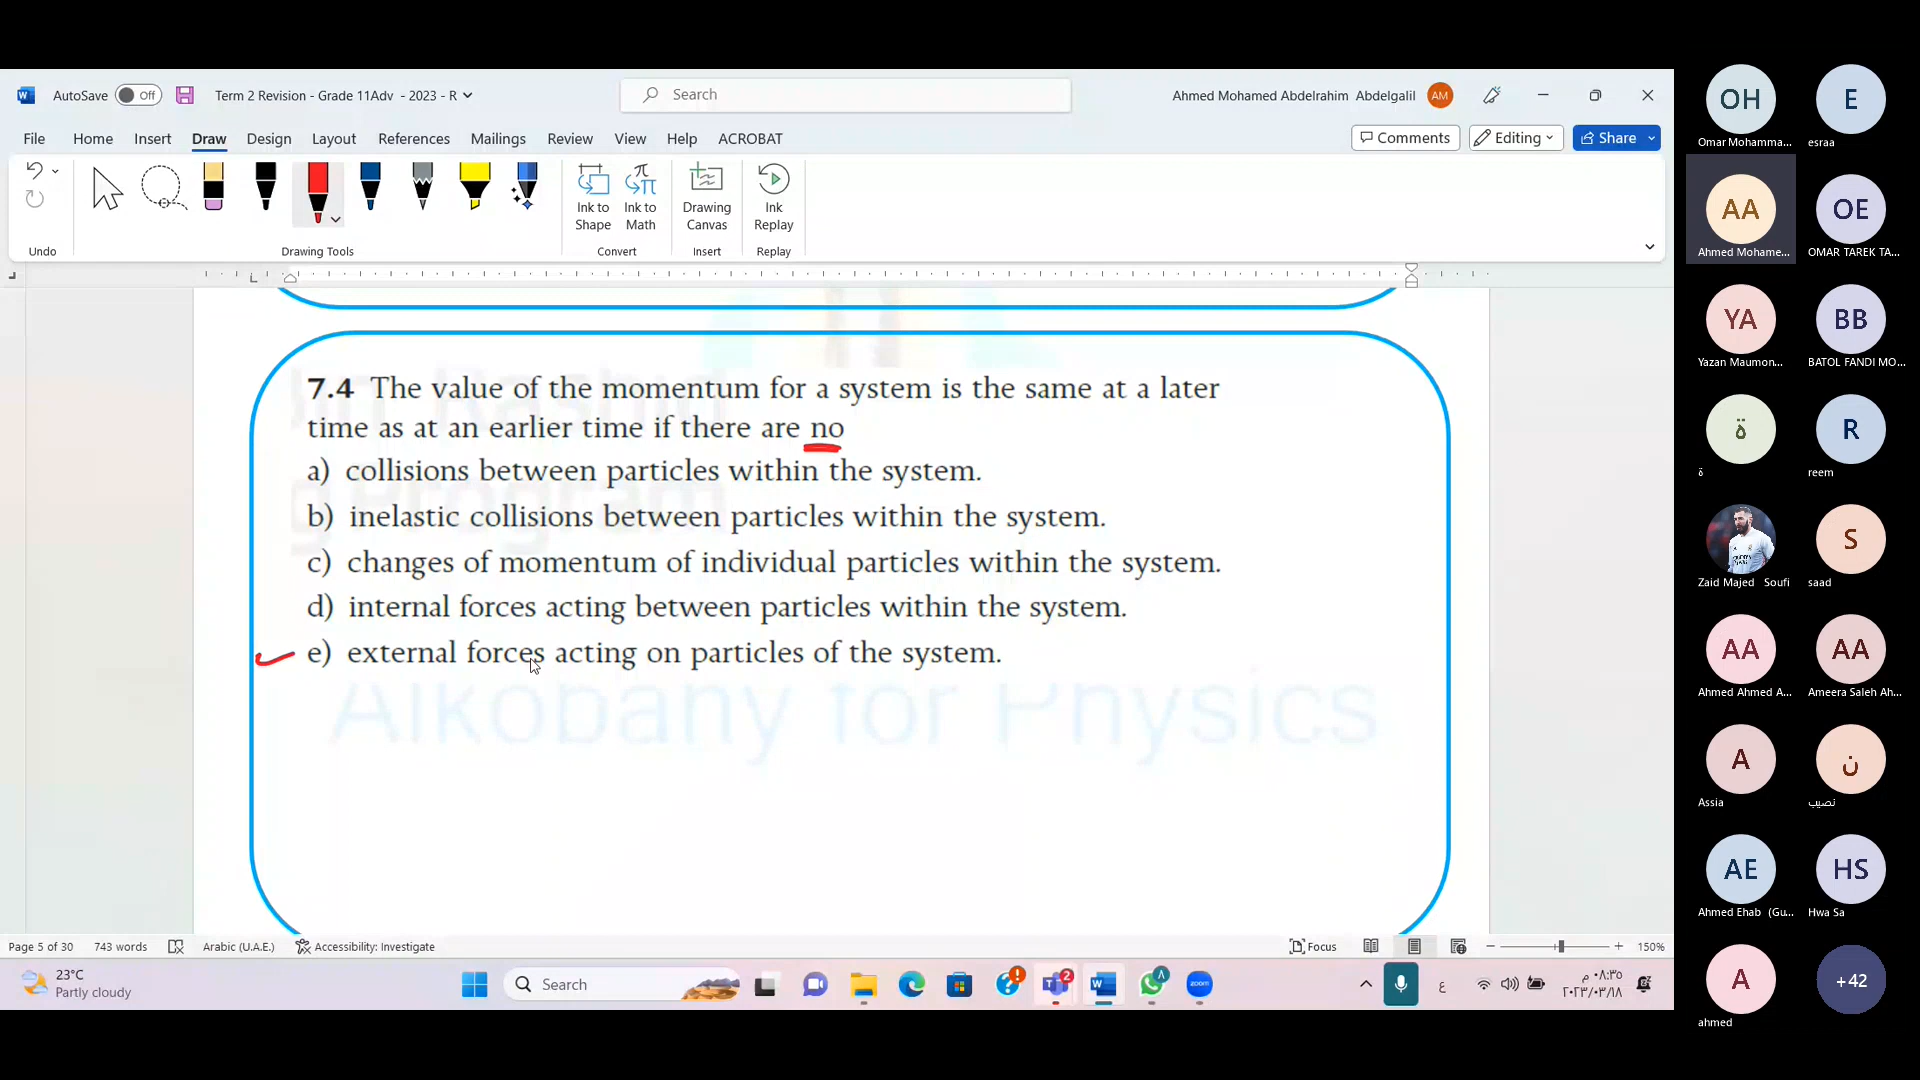 AutoSave Off Term 2 Revision - Grade 11Adv - 2023 - R Search Ahmed Mohamed Abdelrahim Abdelgalil AM
File Home Insert Draw Design Layout References Mailings Review View Help ACROBAT Comments Editing Share
Ink to Shape
Ink to Math
Drawing Canvas
Ink Replay
Undo Drawing Tools Convert Insert Replay
7.4 The value of the momentum for a system is the same at a later
time as at an earlier time if there are no
a) collisions between particles within the system.
b) inelastic collisions between particles within the system.
c) changes of momentum of individual particles within the system.
d) internal forces acting between particles within the system.
e) external forces acting on particles of the system.
Alkobany for Physics
Page 5 of 30 743 words Arabic (U.A.E.) Accessibility: Investigate Focus 150%
23°C
Partly cloudy
Search
zoom
ع
٠٨:٣٥ م
٢٠٢٣/٠٣/١٨
OH
Omar Mohamma...
E
esraa
AA
Ahmed Mohame...
OE
OMAR TAREK TA...
YA
Yazan Maumon...
BB
BATOL FANDI MO...
ة
ة
R
reem
Zaid Majed Soufi
S
saad
AA
Ahmed Ahmed A...
AA
Ameera Saleh Ah...
A
Assia
ن
نصيب
AE
Ahmed Ehab (Gu...
HS
Hwa Sa
A
ahmed
+42